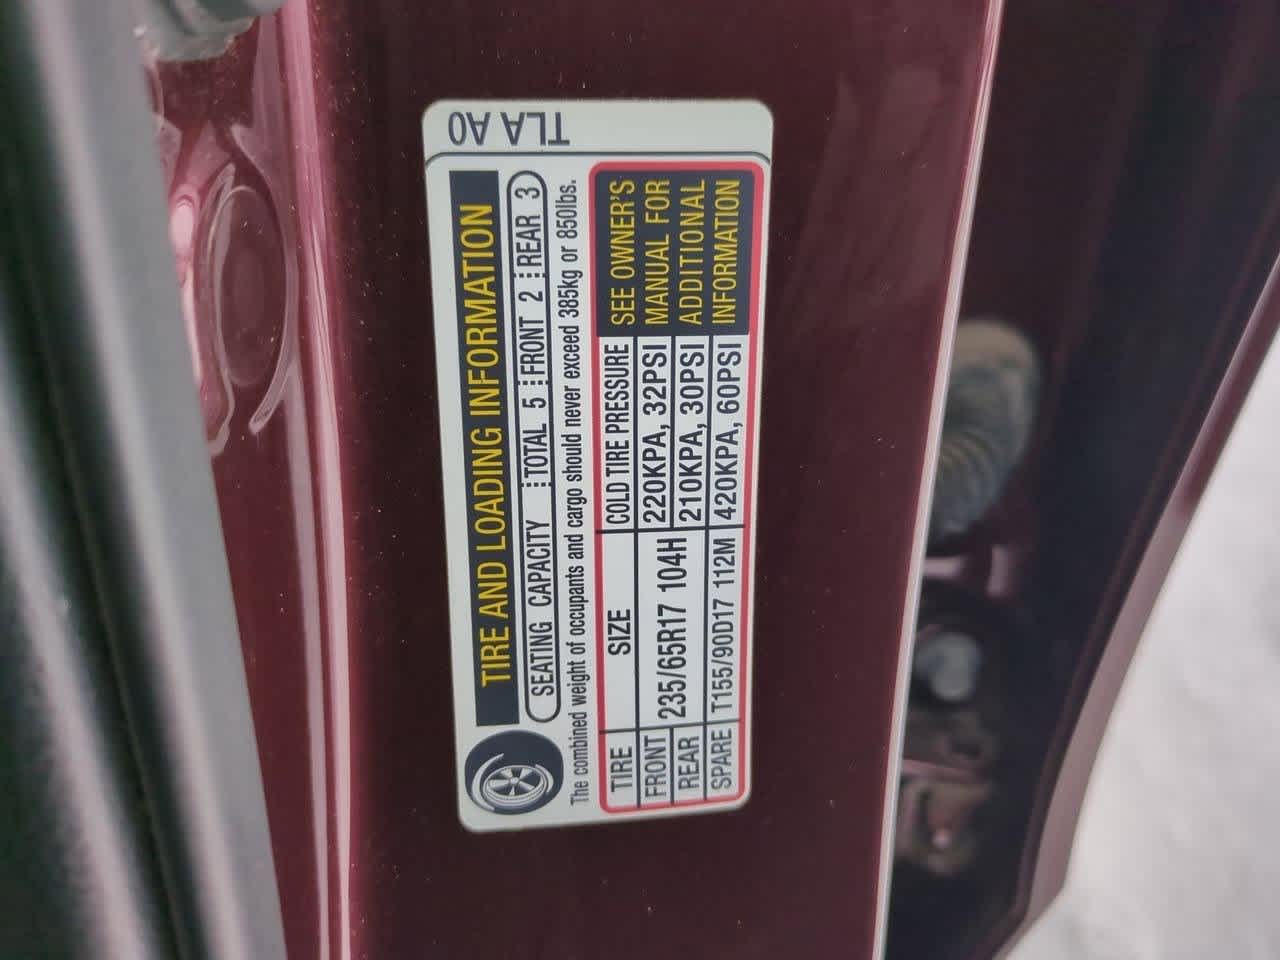 TLA A0
TIRE AND LOADING INFORMATION
SEATING CAPACITY TOTAL 5 FRONT 2 REAR 3
The combined weight of occupants and cargo should never exceed 385kg or 850lbs.
TIRE SIZE COLD TIRE PRESSURE
FRONT 235/65R17 104H 220KPA, 32PSI
REAR 210KPA, 30PSI
SPARE T155/90D17 112M 420KPA, 60PSI
SEE OWNER'S
MANUAL FOR
ADDITIONAL
INFORMATION